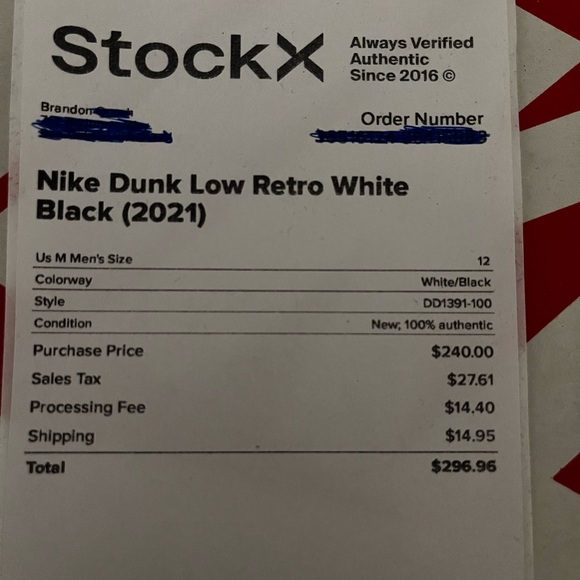 StockX
Always Verified
Authentic
Since 2016 ©
Brandon
Order Number
Nike Dunk Low Retro White
Black (2021)
Us M Men's Size 12
Colorway White/Black
Style DD1391-100
Condition New, 100% authentic
Purchase Price $240.00
Sales Tax $27.61
Processing Fee $14.40
Shipping $14.95
Total $296.96